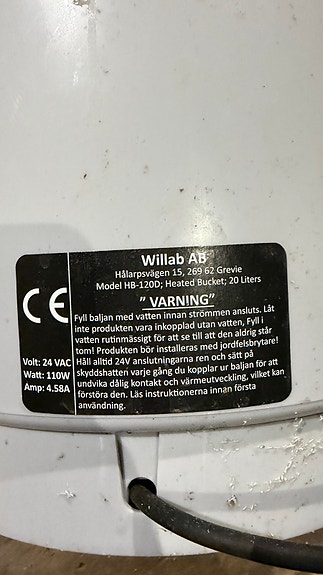 Willab AB
Hålarpsvägen 15, 269 62 Grevie
Model HB-120D; Heated Bucket; 20 Liters
” VARNING”
Fyll baljan med vatten innan strömmen ansluts. Låt
inte produkten vara inkopplad utan vatten, Fyll i
vatten rutinmässigt för att se till att den aldrig står
tom! Produkten bör installeras med jordfelsbrytare!
Håll alltid 24V anslutningarna ren och sätt på
skyddshatten varje gång du kopplar ur baljan för att
undvika dålig kontakt och värmeutveckling, vilket kan
förstöra den. Läs instruktionerna innan första
användning.
CE
Volt: 24 VAC
Watt: 110W
Amp: 4.58A